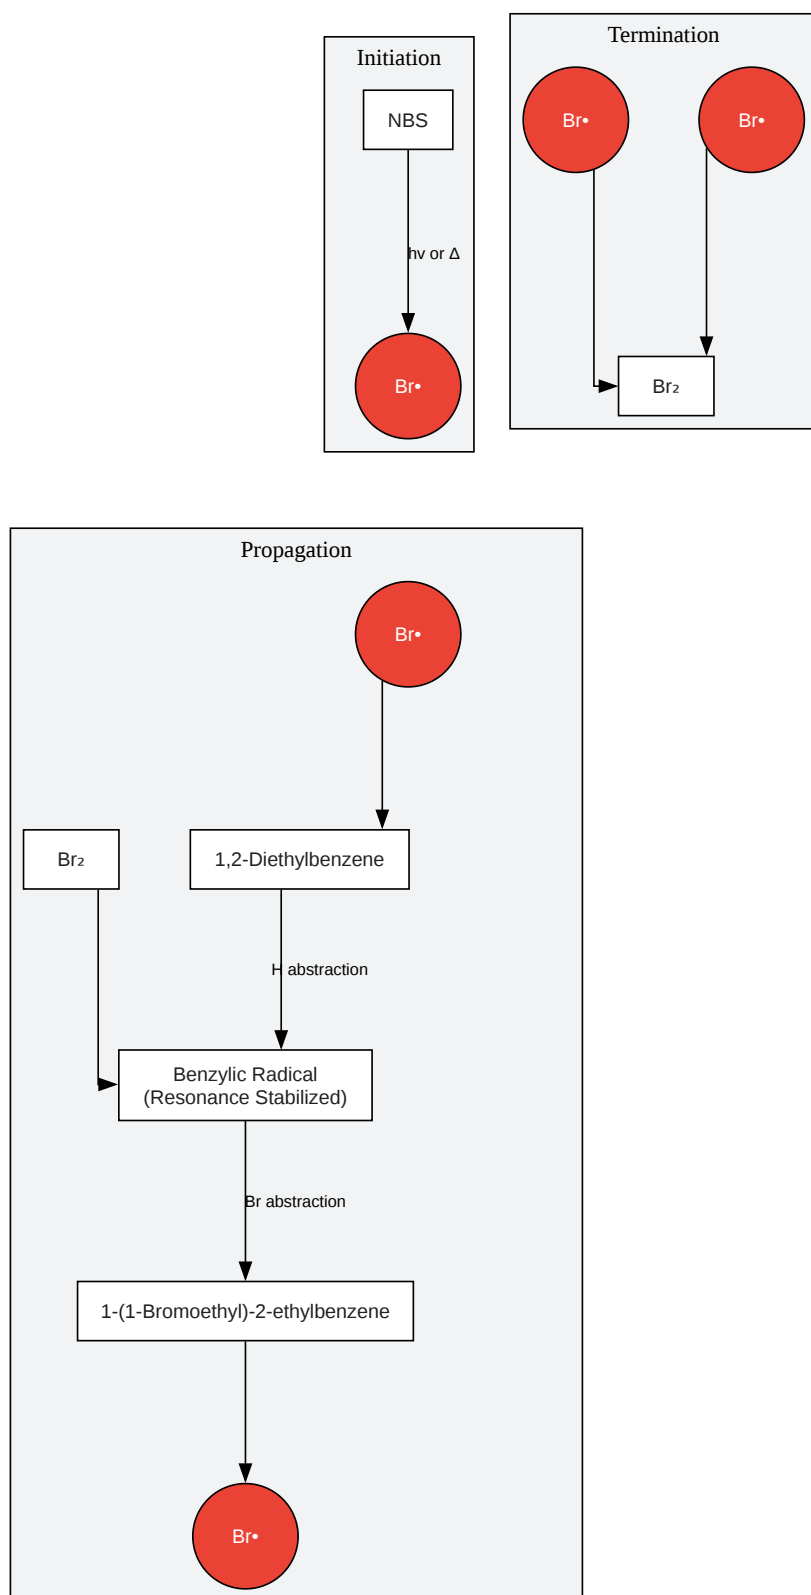 Initiation
NBS
hv or Δ
Br•
Termination
Br•
Br•
Br₂
Propagation
Br•
Br₂
1,2-Diethylbenzene
H abstraction
Benzylic Radical
(Resonance Stabilized)
Br abstraction
1-(1-Bromoethyl)-2-ethylbenzene
Br•